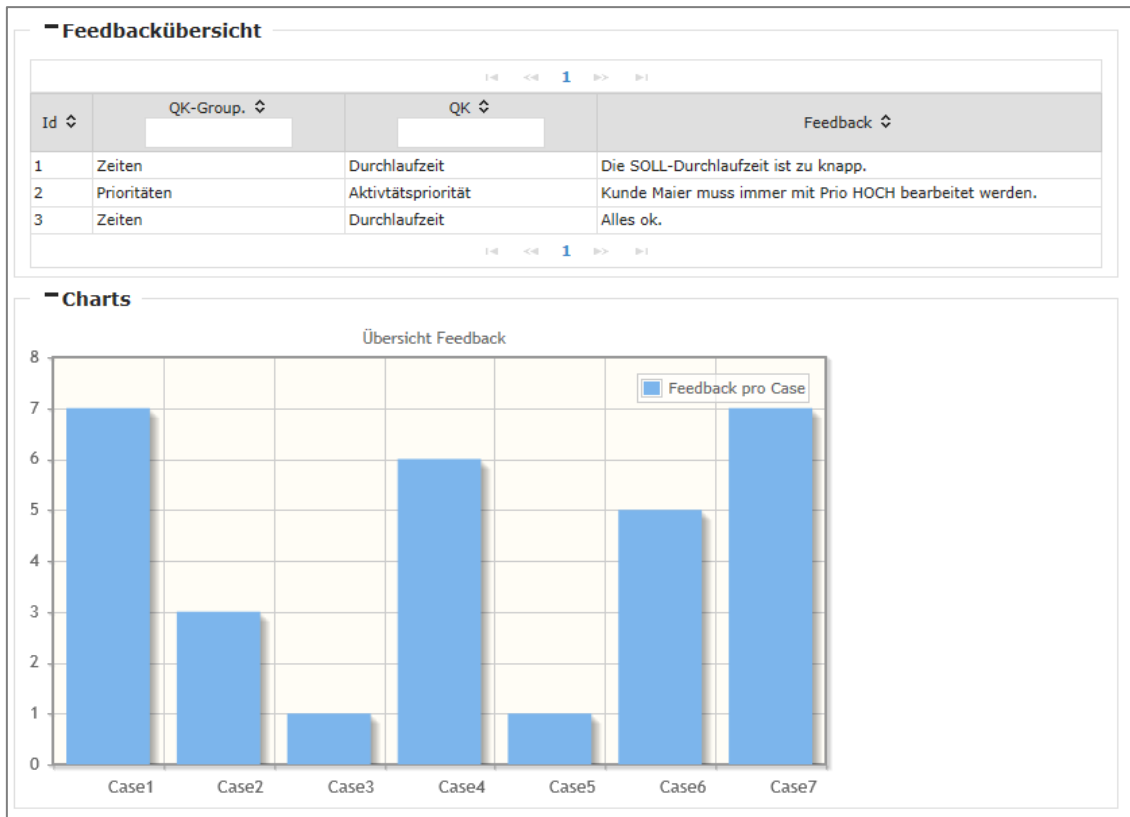 Feedbackübersicht
1
Id QK-Group. QK Feedback
1 Zeiten Durchlaufzeit Die SOLL-Durchlaufzeit ist zu knapp.
2 Prioritäten Aktivtätspriorität Kunde Maier muss immer mit Prio HOCH bearbeitet werden.
3 Zeiten Durchlaufzeit Alles ok.
1
Charts
Übersicht Feedback
Feedback pro Case
8
7
6
5
4
3
2
1
0
Case1 Case2 Case3 Case4 Case5 Case6 Case7